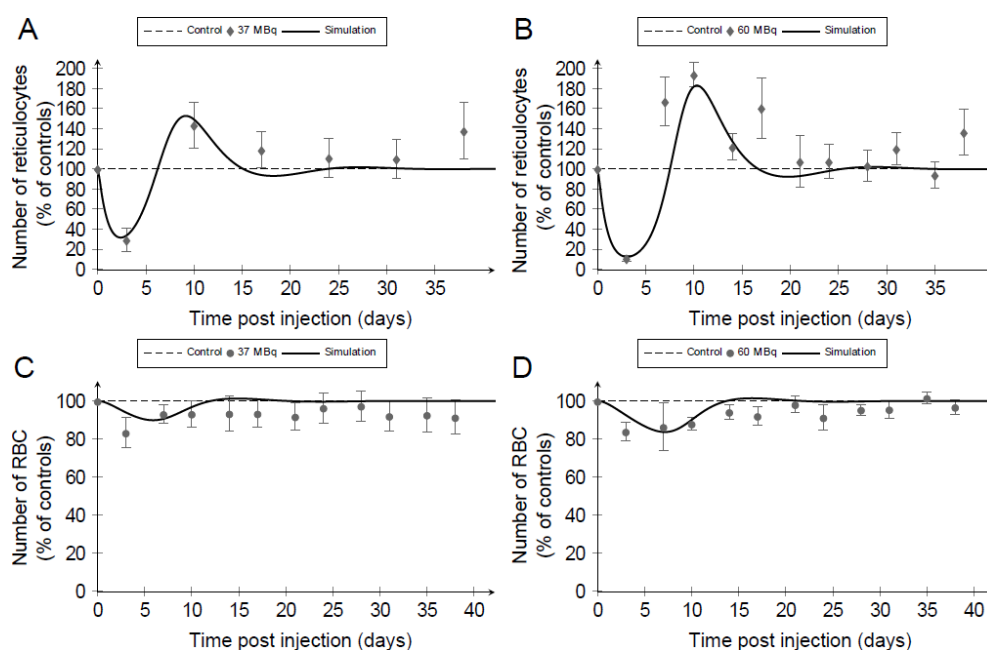 A
Control 37 MBq Simulation
Number of reticulocytes
(% of controls)
200
180
160
140
120
100
80
60
40
20
0
0 5 10 15 20 25 30 35
Time post injection (days)
B
Control 60 MBq Simulation
Number of reticulocytes
(% of controls)
200
180
160
140
120
100
80
60
40
20
0
0 5 10 15 20 25 30 35
Time post injection (days)
C
Control 37 MBq Simulation
Number of RBC
(% of controls)
100
80
60
40
20
0
0 5 10 15 20 25 30 35 40
Time post injection (days)
D
Control 60 MBq Simulation
Number of RBC
(% of controls)
100
80
60
40
20
0
0 5 10 15 20 25 30 35 40
Time post injection (days)